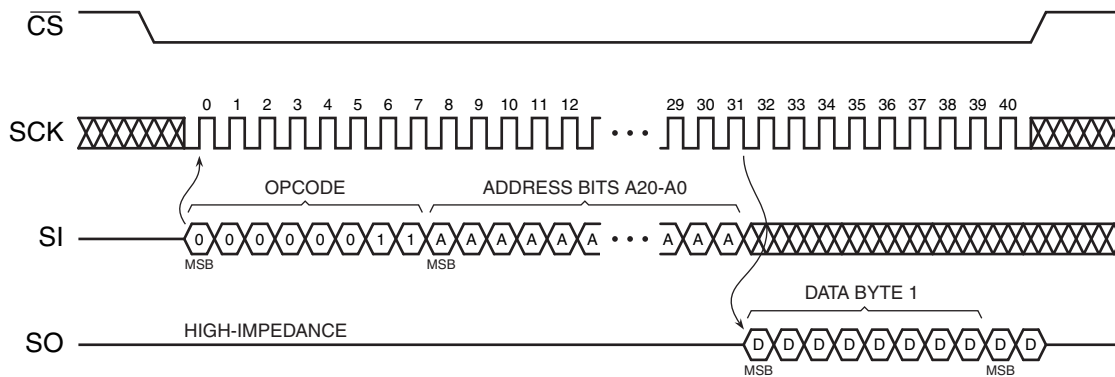 CS
0 1 2 3 4 5 6 7 8 9 10 11 12 29 30 31 32 33 34 35 36 37 38 39 40
SCK
OPCODE ADDRESS BITS A20-A0
SI 0 0 0 0 0 0 1 1 A A A A A A A A A
MSB MSB
DATA BYTE 1
HIGH-IMPEDANCE
SO D D D D D D D D D D
MSB MSB